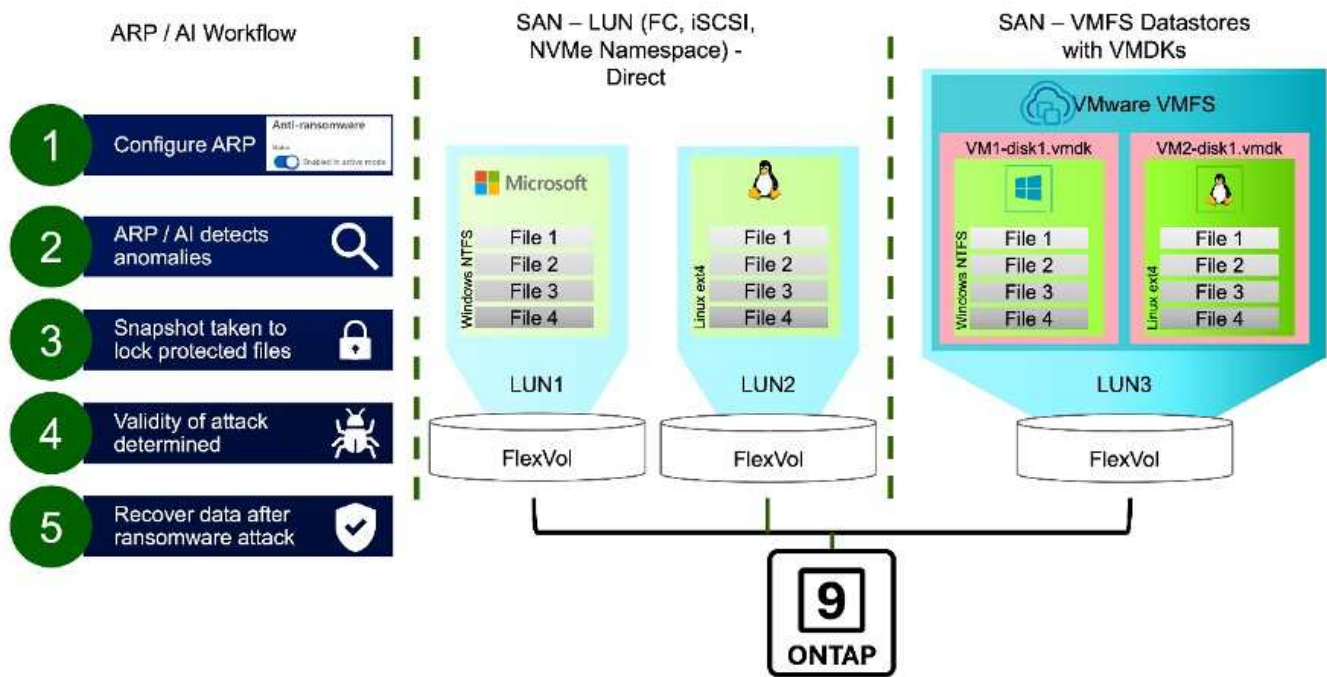 ARP / AI Workflow
1
Configure ARP
Anti-ransomware
Status
Enabled in active mode
2
ARP / AI detects
anomalies
3
Snapshot taken to
lock protected files
4
Validity of attack
determined
5
Recover data after
ransomware attack
SAN – LUN (FC, iSCSI,
NVMe Namespace) -
Direct
Microsoft
Windows NTFS
File 1
File 2
File 3
File 4
LUN1
FlexVol
Linux ext4
File 1
File 2
File 3
File 4
LUN2
FlexVol
SAN – VMFS Datastores
with VMDKs
VMware VMFS
VM1-disk1.vmdk
Windows NTFS
File 1
File 2
File 3
File 4
VM2-disk1.vmdk
Linux ext4
File 1
File 2
File 3
File 4
LUN3
FlexVol
9
ONTAP